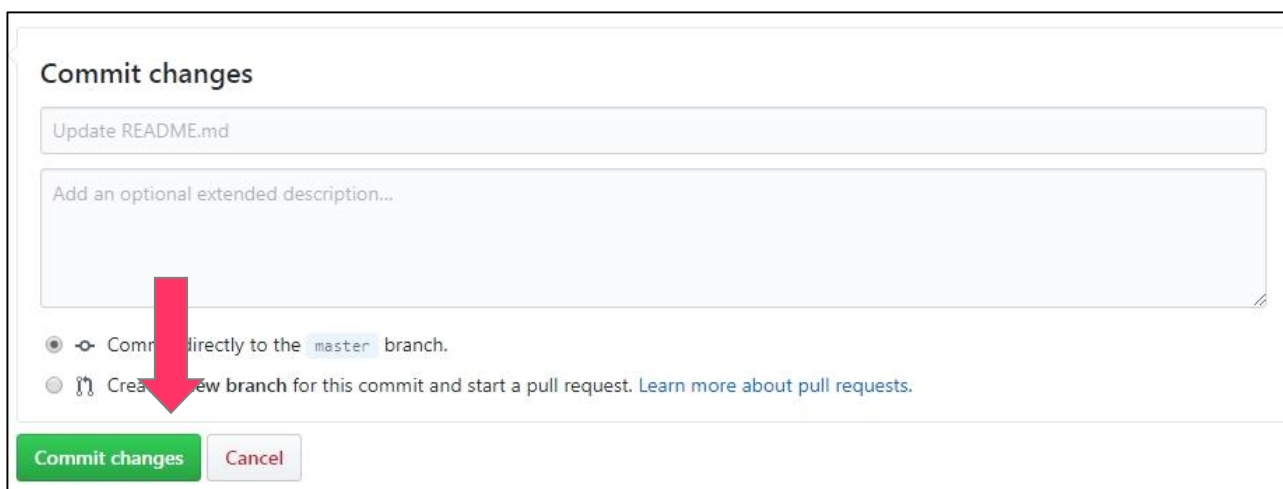 Commit changes
Update README.md
Add an optional extended description...
Comm directly to the master branch.
Crea ew branch for this commit and start a pull request. Learn more about pull requests.
Commit changes
Cancel